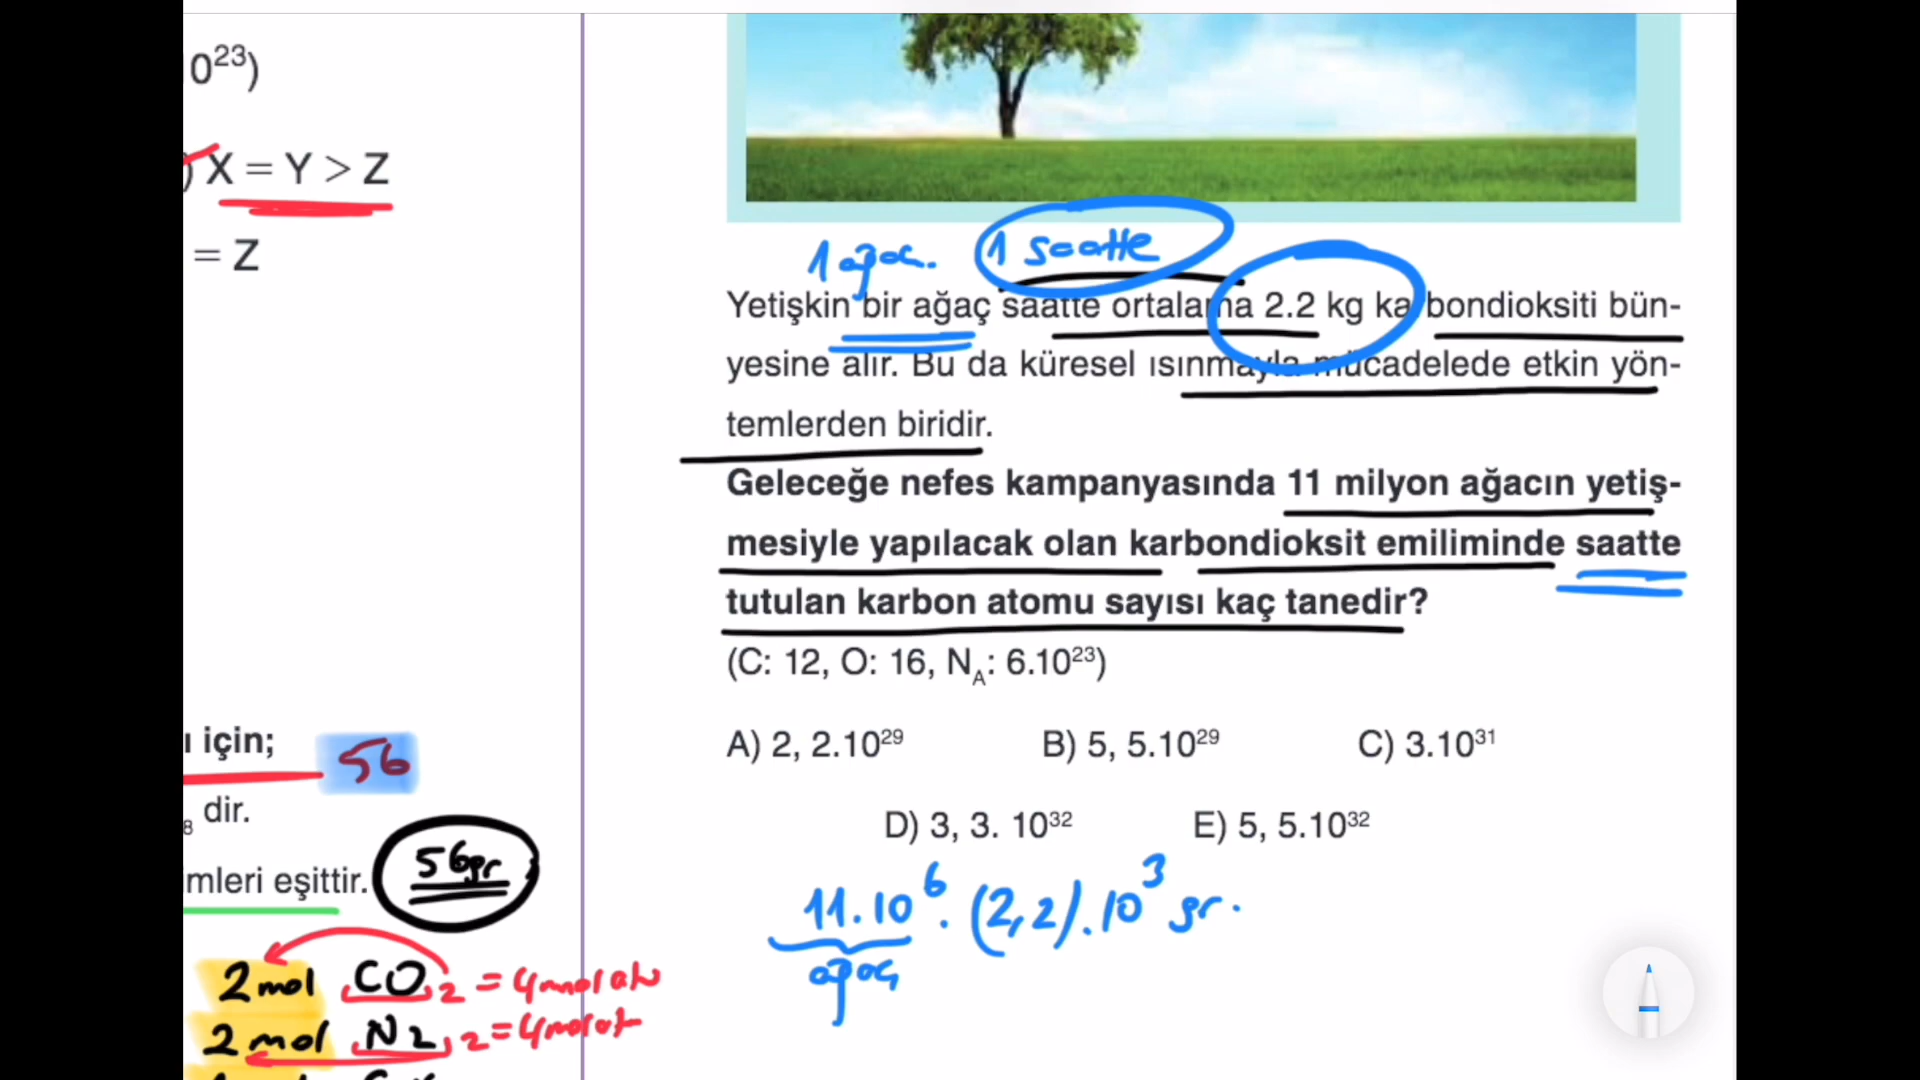 0²³)
X = Y > Z
= Z
ı için;
56
₈ dir.
imleri eşittir.
56gr
2 mol CO₂ = 4 mol
2 mol N₂ = 4 mol
1 ağaç. 1 saatte
Yetişkin bir ağaç saatte ortalama 2.2 kg karbondioksiti bün-
yesine alır. Bu da küresel ısınmayla mücadelede etkin yön-
temlerden biridir.
Geleceğe nefes kampanyasında 11 milyon ağacın yetiş-
mesiyle yapılacak olan karbondioksit emiliminde saatte
tutulan karbon atomu sayısı kaç tanedir?
(C: 12, O: 16, N_A: 6.10²³)
A) 2, 2.10²⁹ B) 5, 5.10²⁹ C) 3.10³¹
D) 3, 3. 10³² E) 5, 5.10³²
11.10⁶ . (2,2).10³ gr.
ağaç